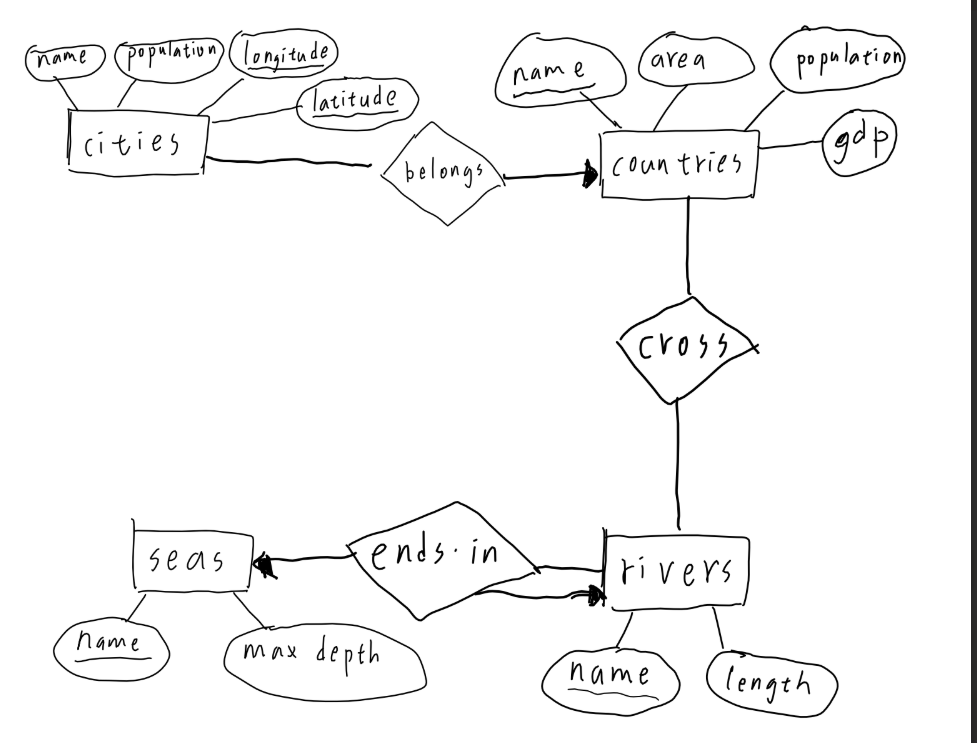 name
population
longitude
latitude
cities
belongs
name
area
population
gdp
countries
cross
seas
ends.in
rivers
name
max depth
name
length